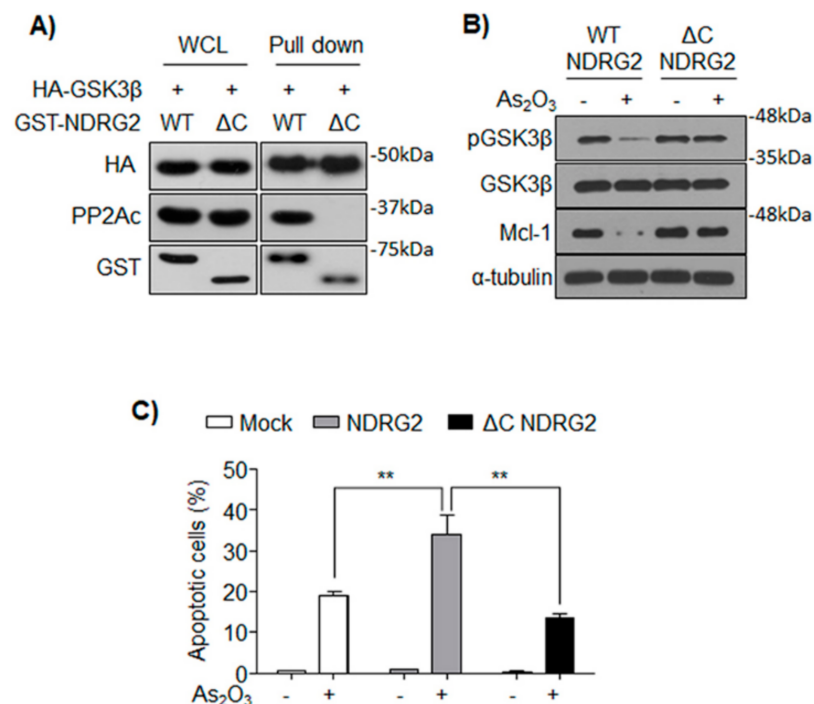 A)
WCL Pull down
HA-GSK3β + + + +
GST-NDRG2 WT ΔC WT ΔC
HA -50kDa
PP2Ac -37kDa
GST -75kDa
B)
WT NDRG2 ΔC NDRG2
As₂O₃ - + - +
-48kDa
pGSK3β
-35kDa
GSK3β
-48kDa
Mcl-1
α-tubulin
C)
Mock NDRG2 ΔC NDRG2
Apoptotic cells (%)
50
40
30
20
10
0
** **
As₂O₃ - + - + - +